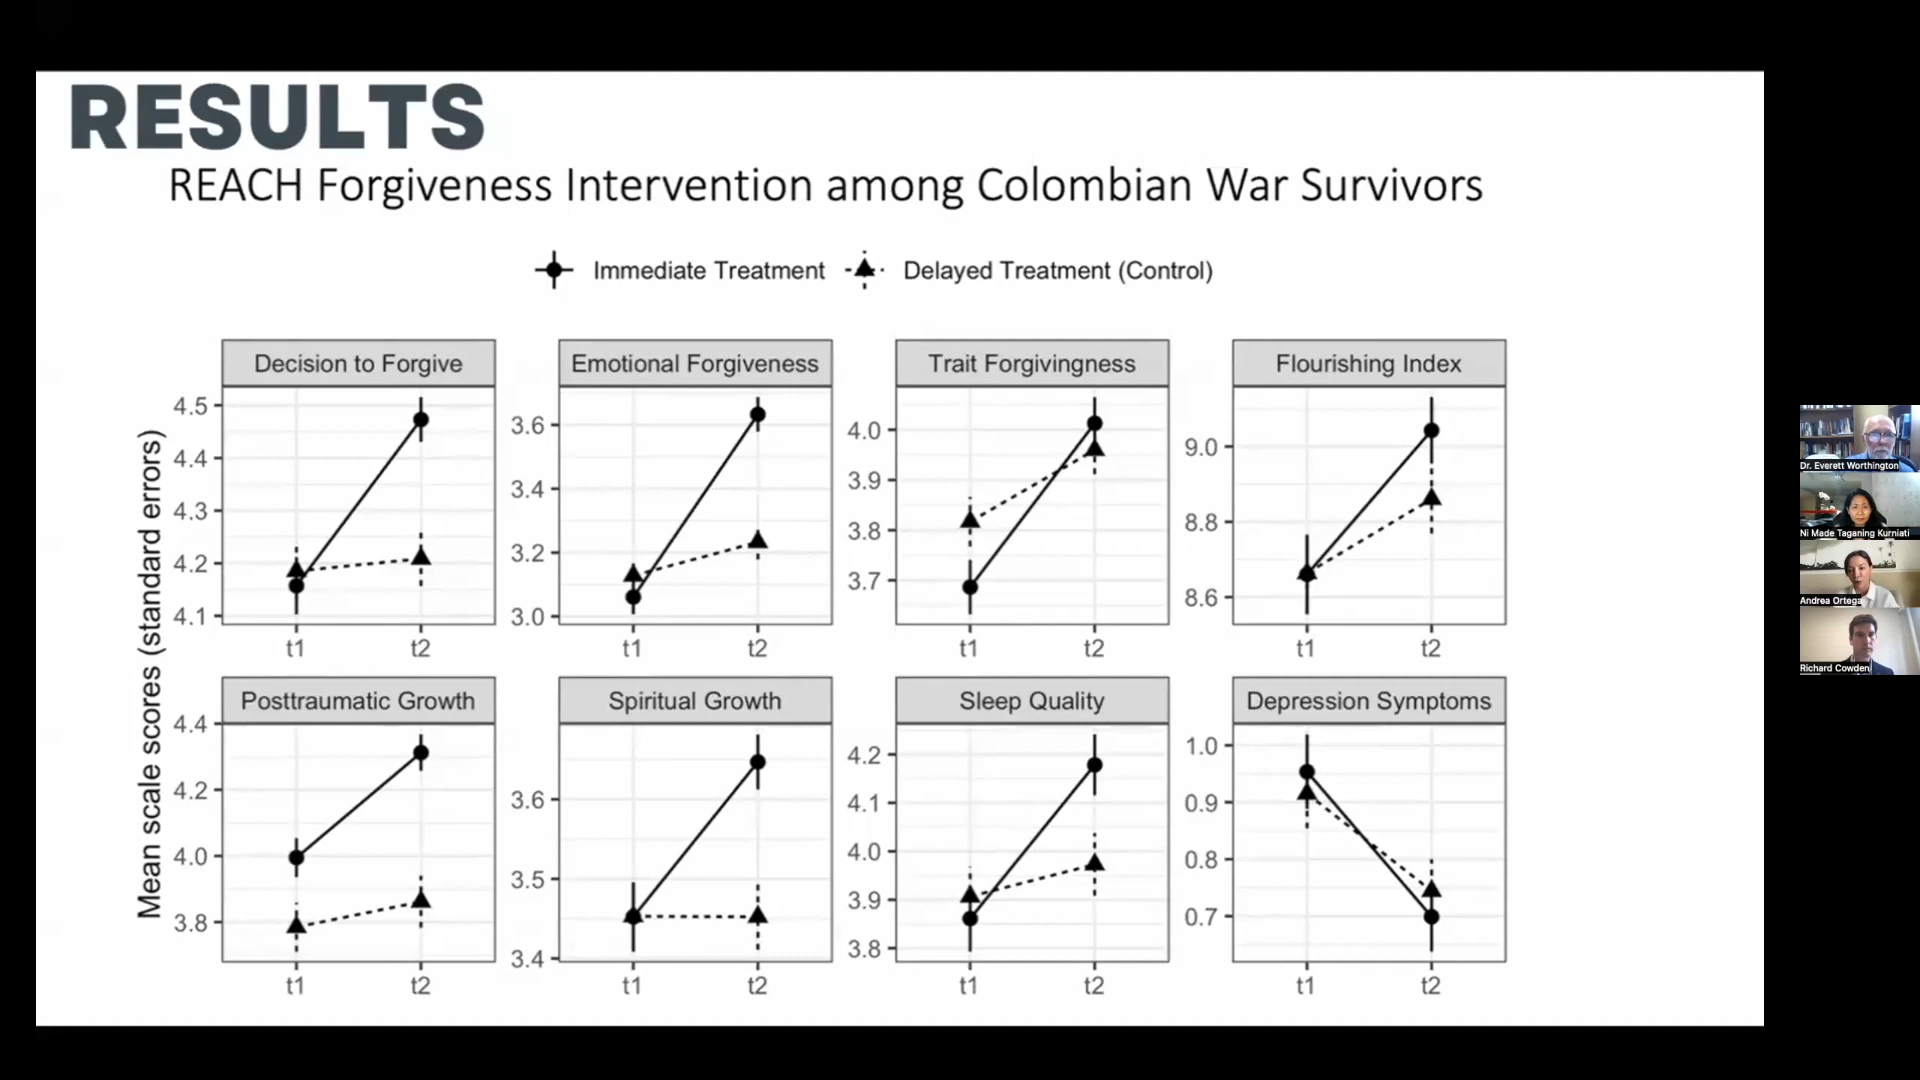 RESULTS
REACH Forgiveness Intervention among Colombian War Survivors
Immediate Treatment
Delayed Treatment (Control)
Mean scale scores (standard errors)
Decision to Forgive
4.5
4.4
4.3
4.2
4.1
t1 t2
Emotional Forgiveness
3.6
3.4
3.2
3.0
t1 t2
Trait Forgivingness
4.0
3.9
3.8
3.7
t1 t2
Flourishing Index
9.0
8.8
8.6
t1 t2
Posttraumatic Growth
4.4
4.2
4.0
3.8
t1 t2
Spiritual Growth
3.6
3.5
3.4
t1 t2
Sleep Quality
4.2
4.1
4.0
3.9
3.8
t1 t2
Depression Symptoms
1.0
0.9
0.8
0.7
t1 t2
Dr. Everett Worthington
Ni Made Taganing Kurniati
Andrea Ortega
Richard Cowden